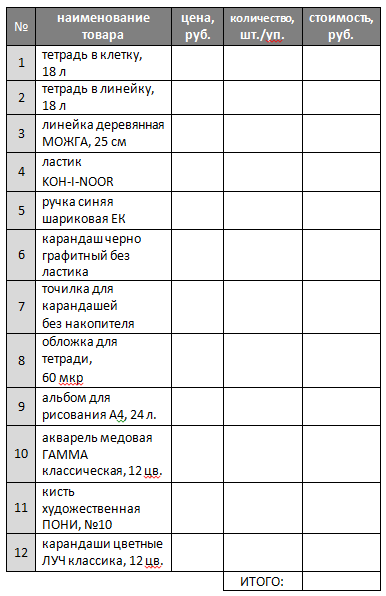 № наименование товара цена, руб. количество, шт./уп. стоимость, руб.
1 тетрадь в клетку,
18 л
2 тетрадь в линейку,
18 л
3 линейка деревянная
МОЖГА, 25 см
4 ластик
KOH-I-NOOR
5 ручка синяя
шариковая ЕК
6 карандаш черно
графитный без
ластика
7 точилка для
карандашей
без накопителя
8 обложка для
тетради,
60 мкр
9 альбом для
рисования А4, 24 л.
10 акварель медовая
ГАММА
классическая, 12 цв.
11 кисть
художественная
ПОНИ, №10
12 карандаши цветные
ЛУЧ классика, 12 цв.
ИТОГО: